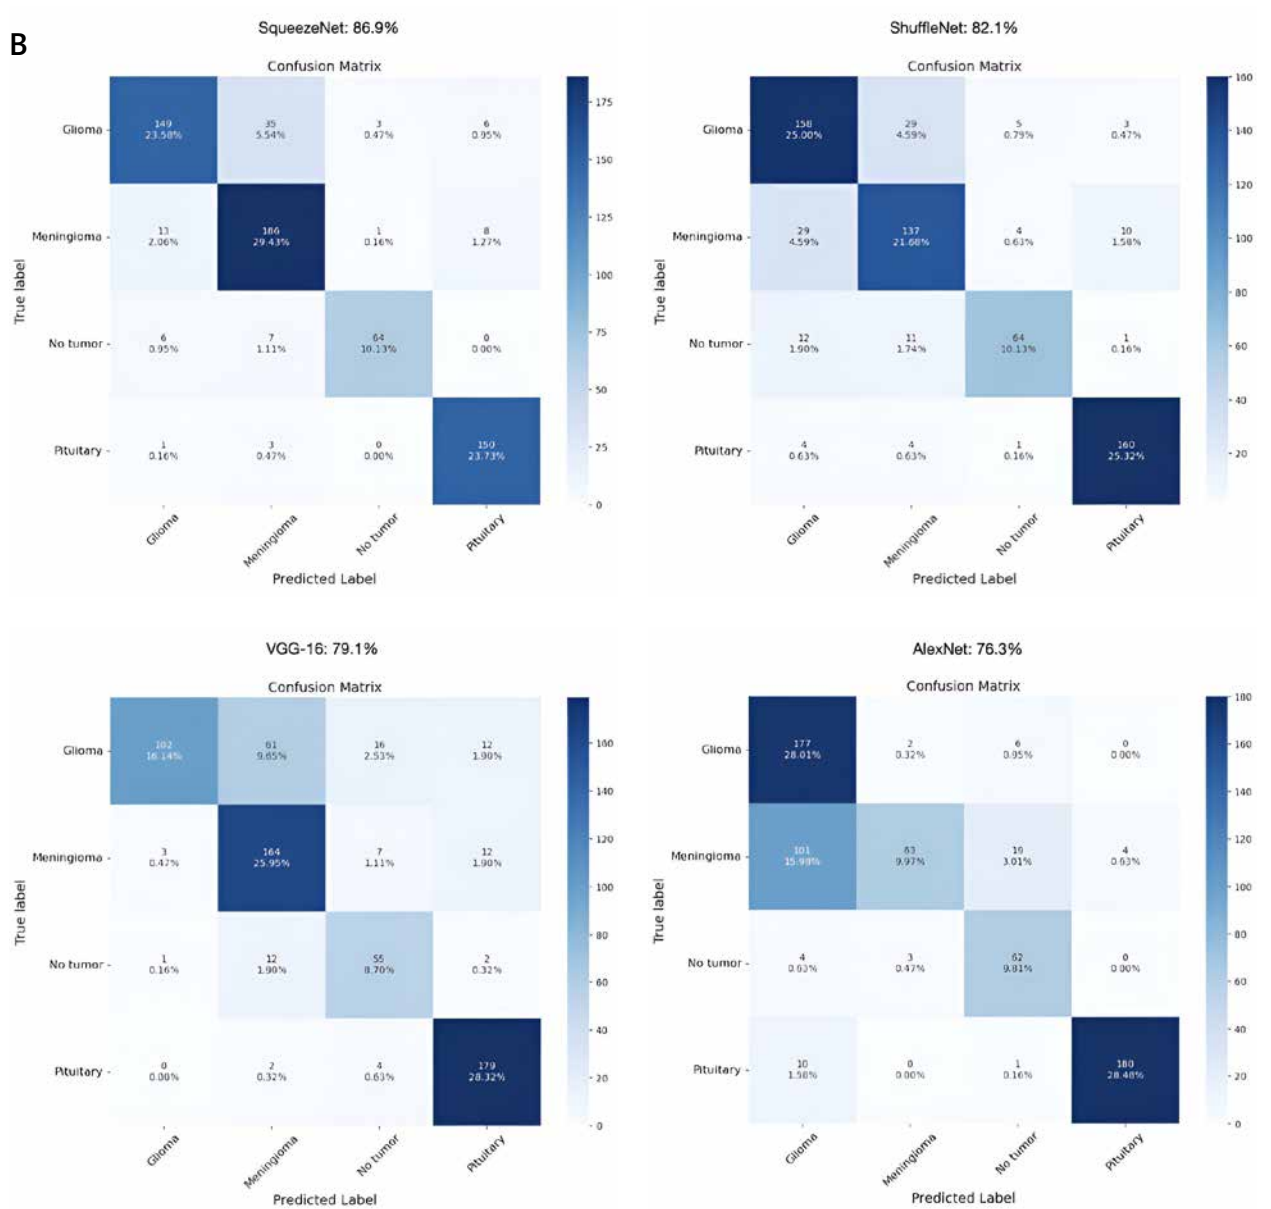 B
SqueezeNet: 86.9%
Confusion Matrix
True label
Glioma
149 35 3 6
23.58% 5.54% 0.47% 0.95%
Meningioma
13 186 1 8
2.06% 29.43% 0.16% 1.27%
No tumor
6 7 64 0
0.95% 1.11% 10.13% 0.00%
Pituitary
1 3 0 150
0.16% 0.47% 0.00% 23.73%
Glioma Meningioma No tumor Pituitary
Predicted Label
175
150
125
100
75
50
25
0
ShuffleNet: 82.1%
Confusion Matrix
True label
Glioma
158 29 5 3
25.00% 4.59% 0.79% 0.47%
Meningioma
29 137 4 10
4.59% 21.68% 0.63% 1.58%
No tumor
12 11 64 1
1.90% 1.74% 10.13% 0.16%
Pituitary
4 4 1 160
0.63% 0.63% 0.16% 25.32%
Glioma Meningioma No tumor Pituitary
Predicted Label
160
140
120
100
80
60
40
20
VGG-16: 79.1%
Confusion Matrix
True label
Glioma
102 61 16 12
16.14% 9.65% 2.53% 1.90%
Meningioma
3 164 7 12
0.47% 25.95% 1.11% 1.90%
No tumor
1 12 55 2
0.16% 1.90% 8.70% 0.32%
Pituitary
0 2 4 179
0.00% 0.32% 0.63% 28.32%
Glioma Meningioma No tumor Pituitary
Predicted Label
160
140
120
100
80
60
40
20
0
AlexNet: 76.3%
Confusion Matrix
True label
Glioma
177 2 6 0
28.01% 0.32% 0.95% 0.00%
Meningioma
101 63 19 4
15.98% 9.97% 3.01% 0.63%
No tumor
4 3 62 0
0.63% 0.47% 9.81% 0.00%
Pituitary
10 0 1 180
1.58% 0.00% 0.16% 28.48%
Glioma Meningioma No tumor Pituitary
Predicted Label
180
160
140
120
100
80
60
40
20
0